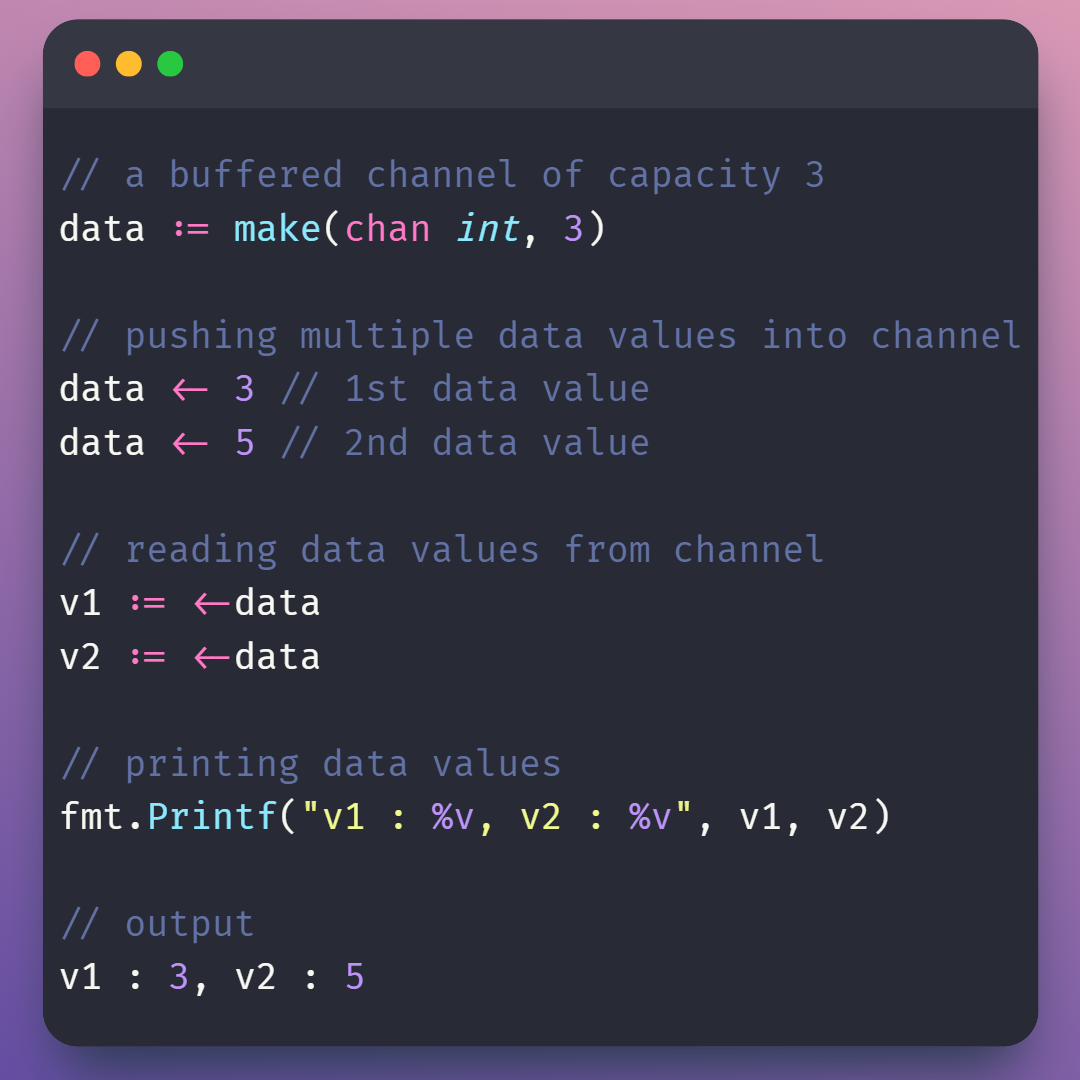 // a buffered channel of capacity 3
data := make(chan int, 3)
// pushing multiple data values into channel
data <- 3 // 1st data value
data <- 5 // 2nd data value
// reading data values from channel
v1 := <-data
v2 := <-data
// printing data values
fmt.Printf("v1 : %v, v2 : %v", v1, v2)
// output
v1 : 3, v2 : 5